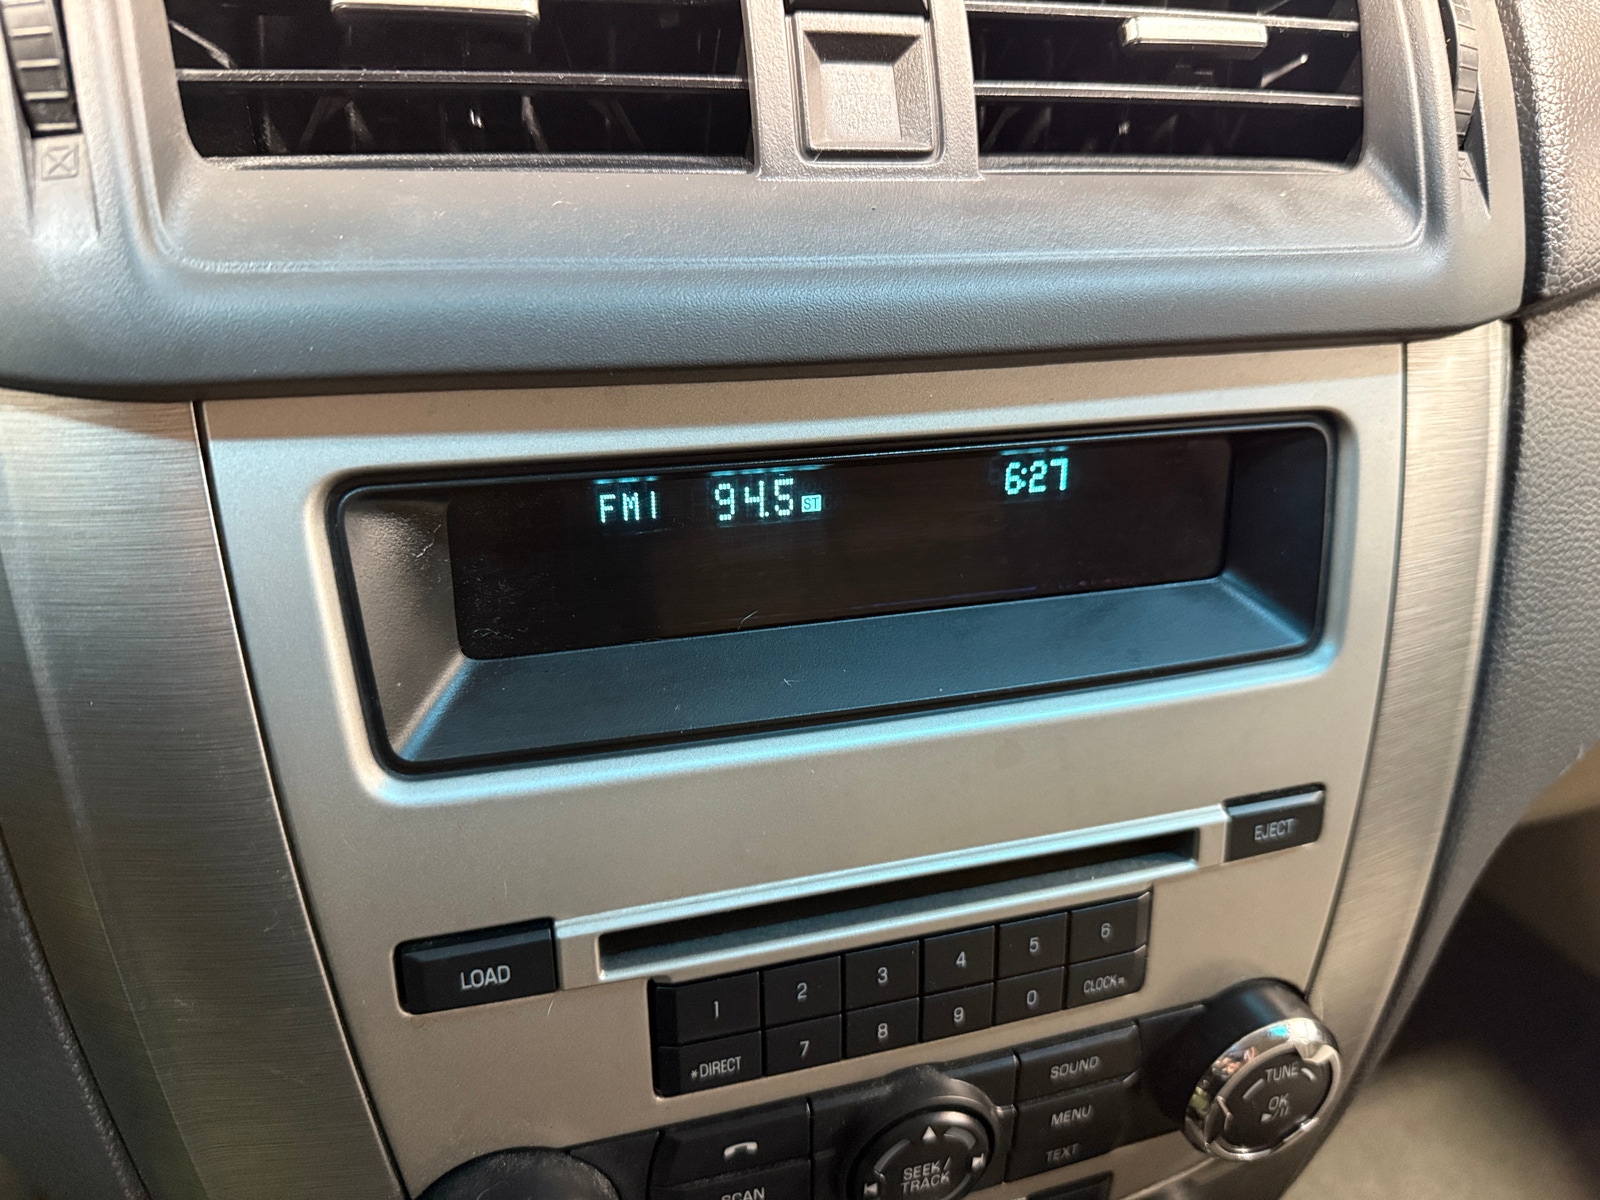 FM1 94.5 ST 6:27
EJECT
LOAD
1 2 3 4 5 6
*DIRECT 7 8 9 0 CLOCK
SOUND
TUNE
MENU
OK
TEXT
SEEK/
TRACK
SCAN